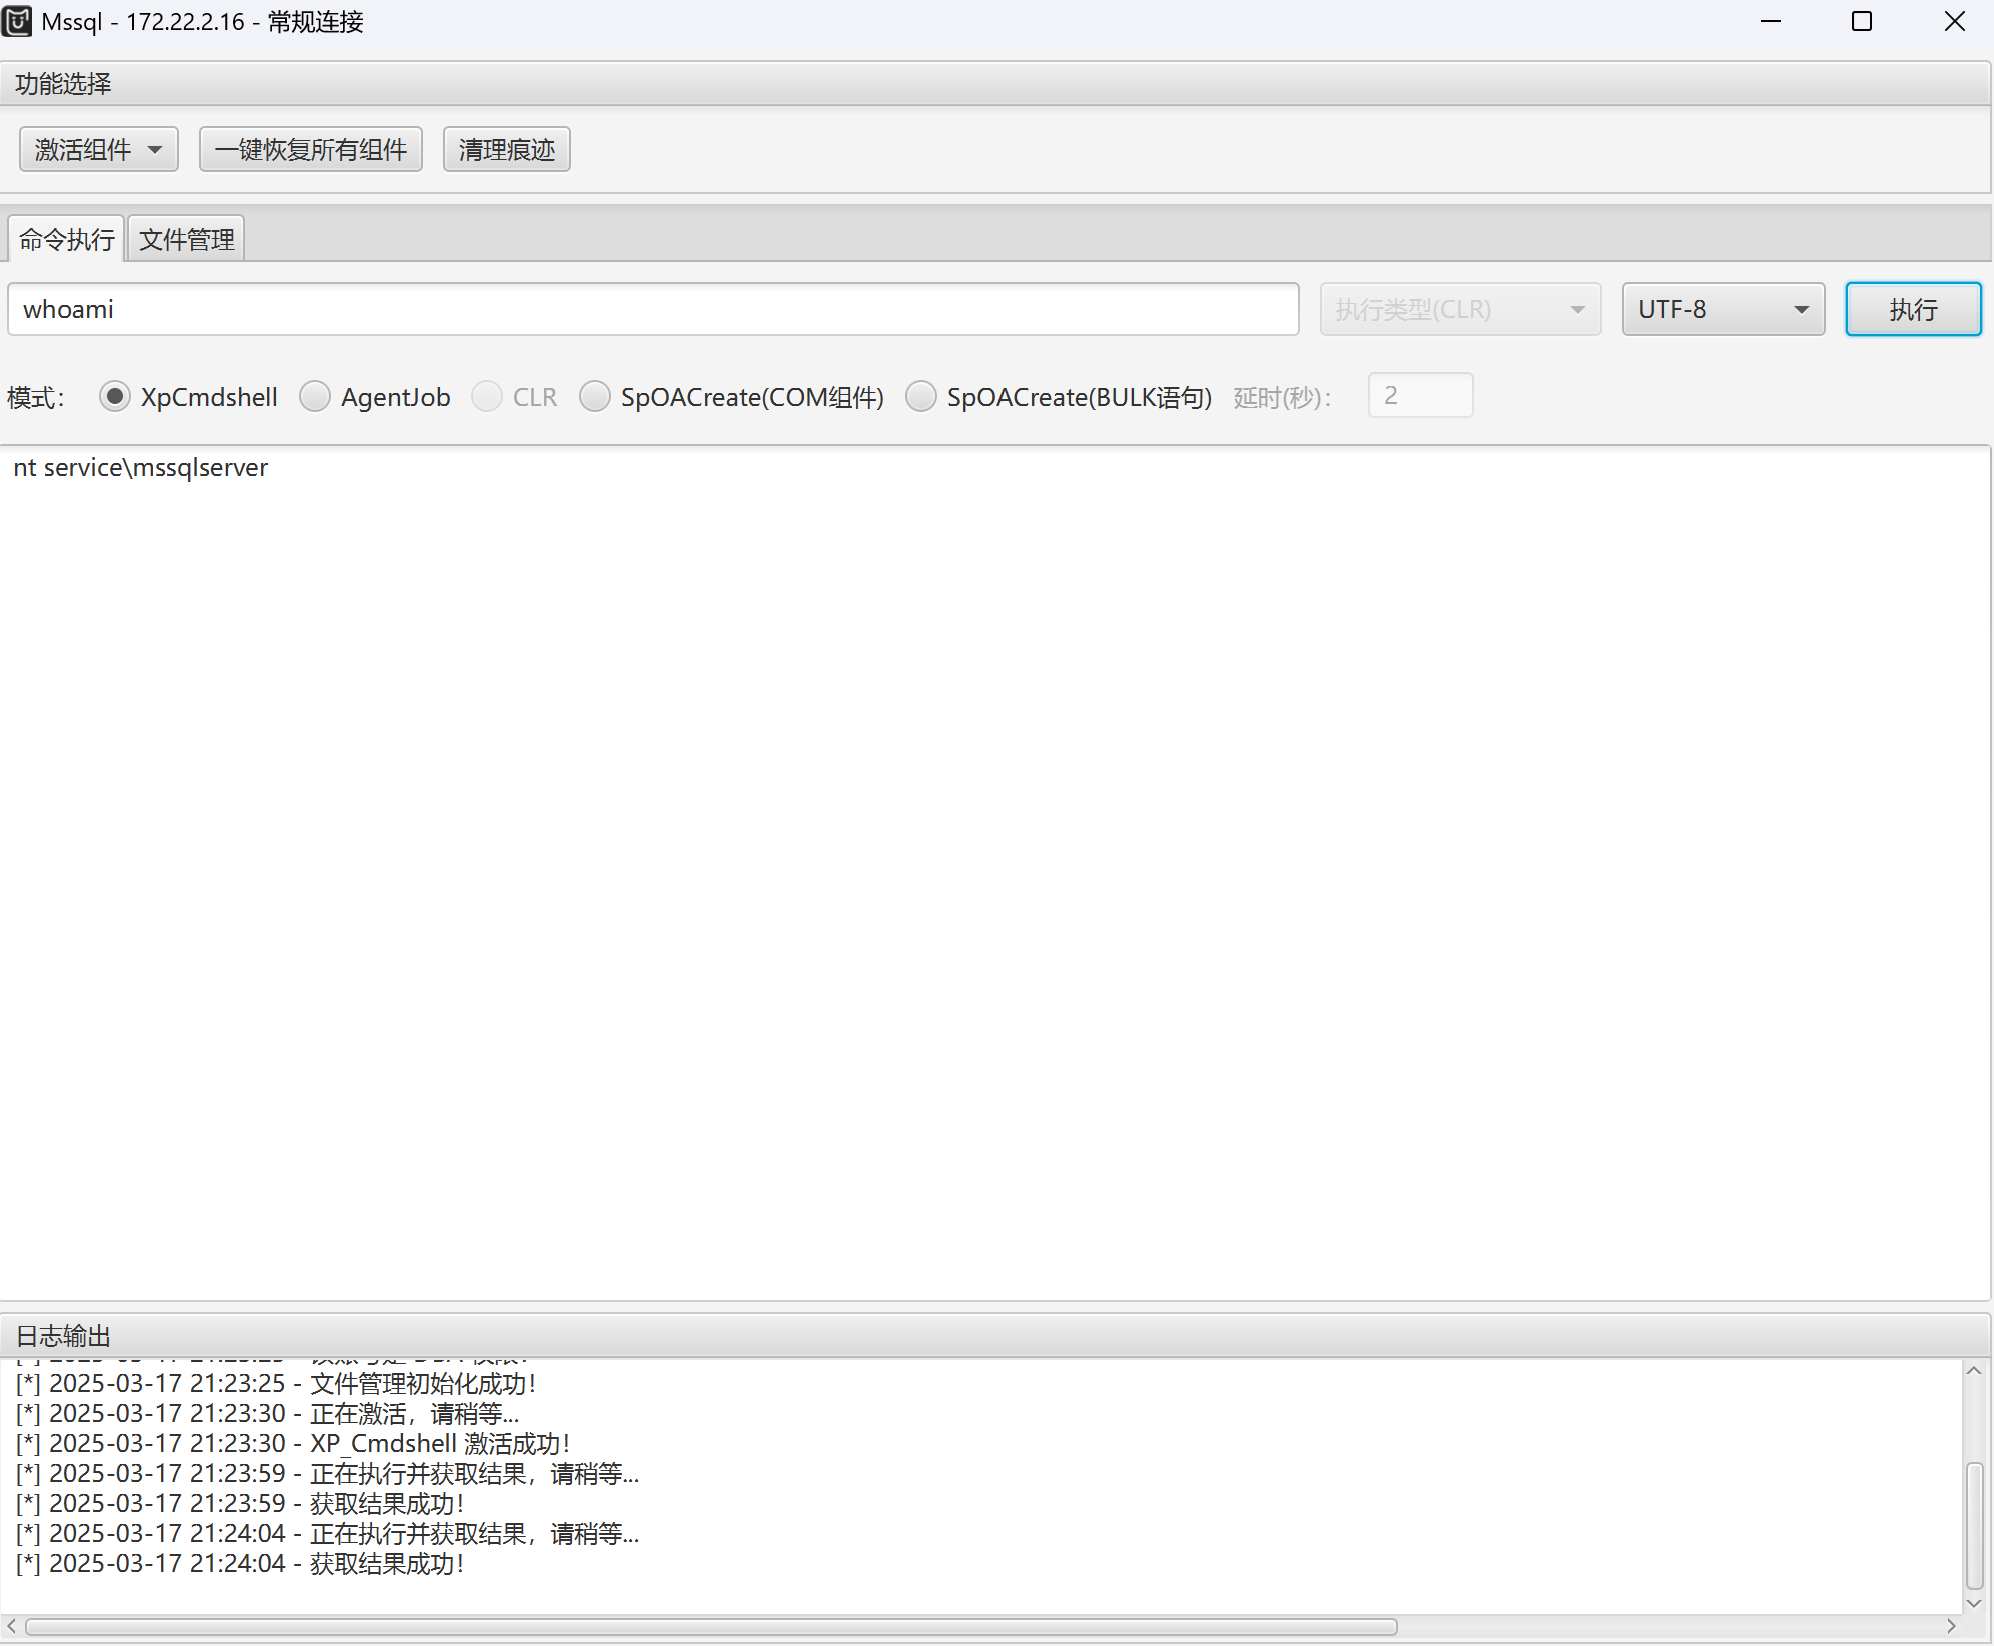 Mssql - 172.22.2.16 - 常规连接
功能选择
激活组件 一键恢复所有组件 清理痕迹
命令执行 文件管理
whoami 执行类型(CLR) UTF-8 执行
模式： XpCmdshell AgentJob CLR SpOACreate(COM组件) SpOACreate(BULK语句) 延时(秒)： 2
nt service\mssqlserver
日志输出
[*] 2025-03-17 21:23:25 - 文件管理初始化成功！
[*] 2025-03-17 21:23:30 - 正在激活，请稍等...
[*] 2025-03-17 21:23:30 - XP_Cmdshell 激活成功！
[*] 2025-03-17 21:23:59 - 正在执行并获取结果，请稍等...
[*] 2025-03-17 21:23:59 - 获取结果成功！
[*] 2025-03-17 21:24:04 - 正在执行并获取结果，请稍等...
[*] 2025-03-17 21:24:04 - 获取结果成功！